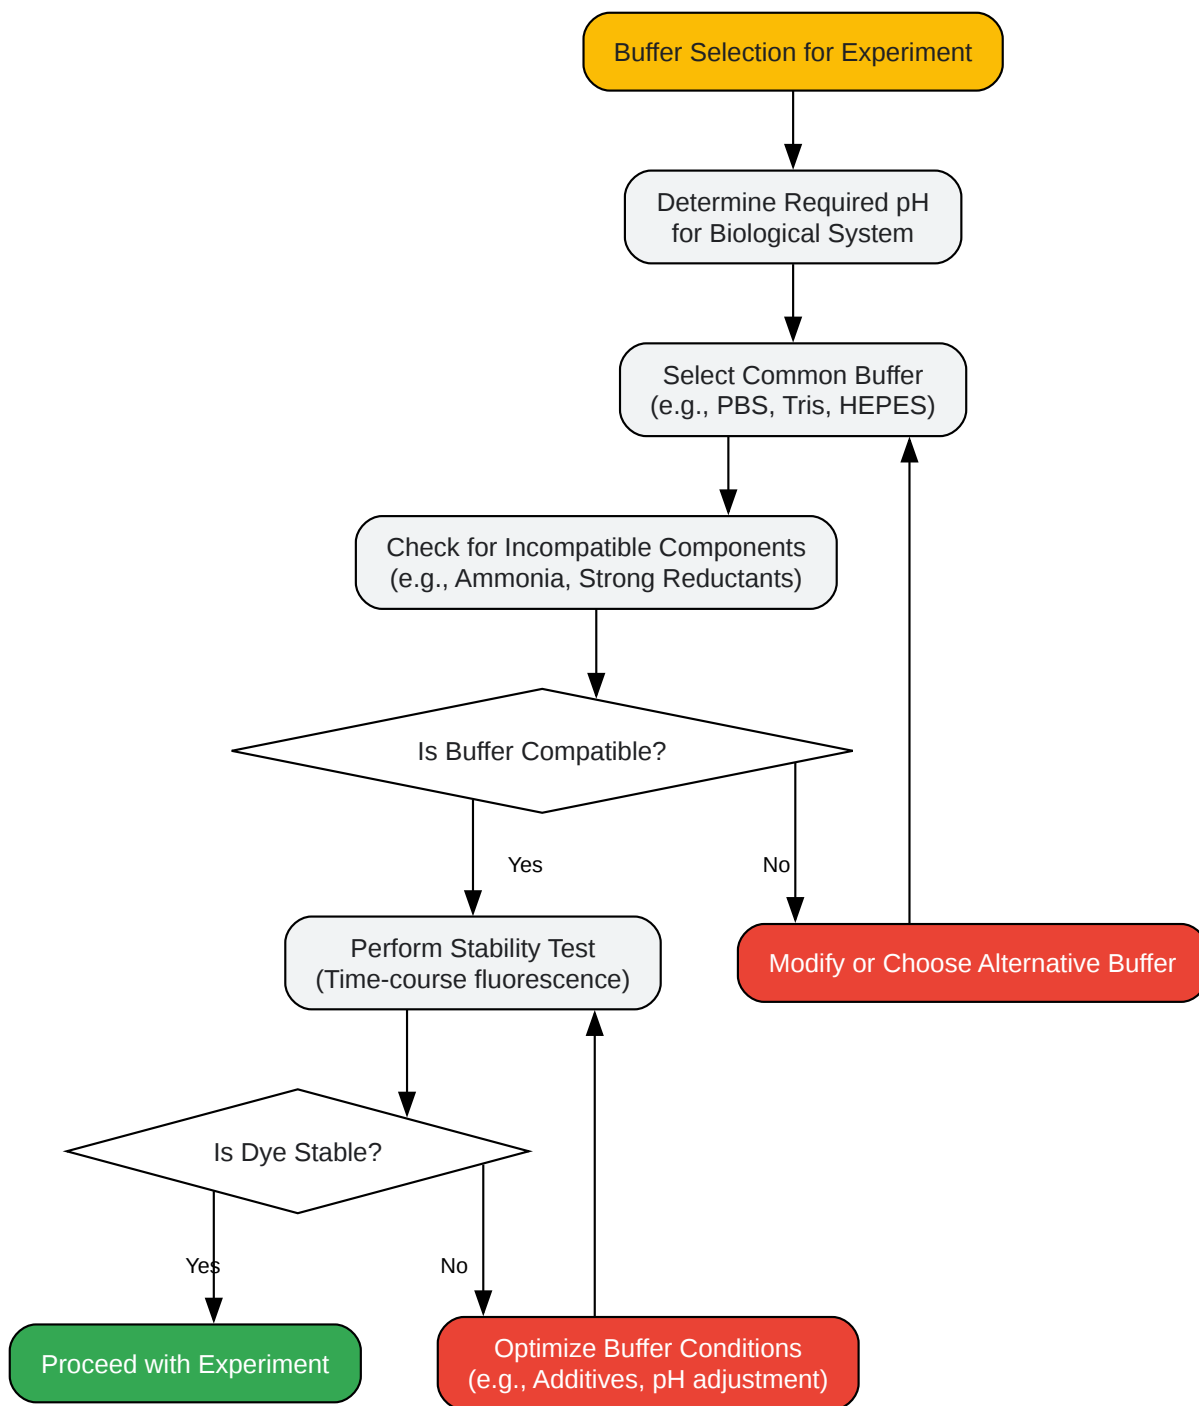 Buffer Selection for Experiment
Determine Required pH
for Biological System
Select Common Buffer
(e.g., PBS, Tris, HEPES)
Check for Incompatible Components
(e.g., Ammonia, Strong Reductants)
Is Buffer Compatible?
Yes
No
Perform Stability Test
(Time-course fluorescence)
Modify or Choose Alternative Buffer
Is Dye Stable?
Yes
No
Proceed with Experiment
Optimize Buffer Conditions
(e.g., Additives, pH adjustment)